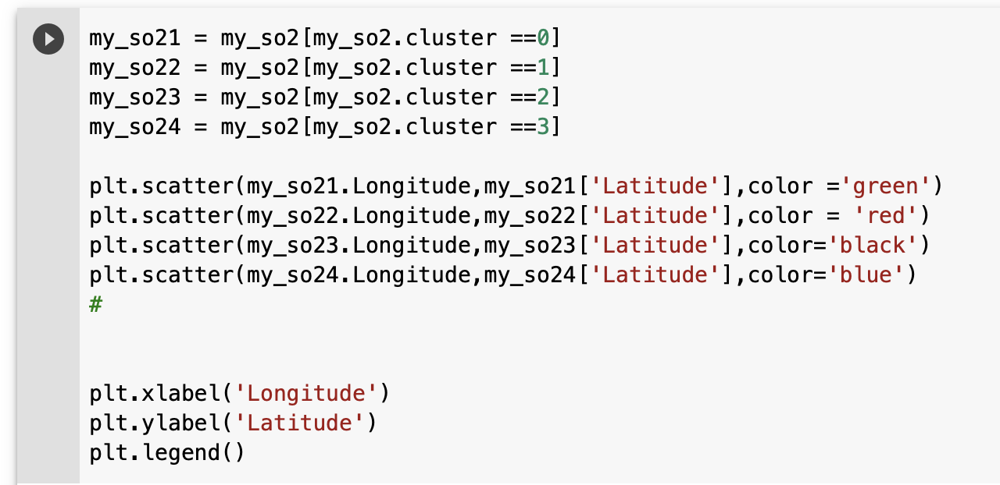 my_so21 = my_so2[my_so2.cluster ==0]
my_so22 = my_so2[my_so2.cluster ==1]
my_so23 = my_so2[my_so2.cluster ==2]
my_so24 = my_so2[my_so2.cluster ==3]
plt.scatter(my_so21.Longitude,my_so21['Latitude'],color ='green')
plt.scatter(my_so22.Longitude,my_so22['Latitude'],color = 'red')
plt.scatter(my_so23.Longitude,my_so23['Latitude'],color='black')
plt.scatter(my_so24.Longitude,my_so24['Latitude'],color='blue')
#
plt.xlabel('Longitude')
plt.ylabel('Latitude')
plt.legend()